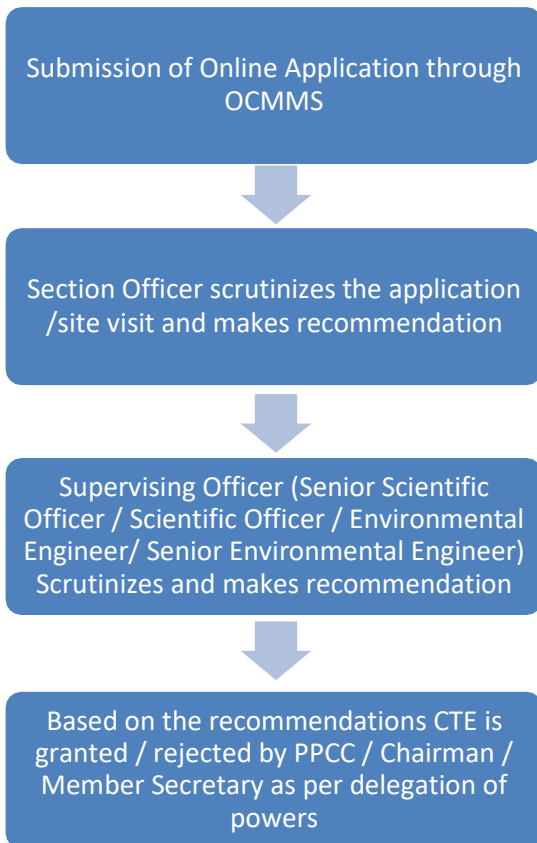 Submission of Online Application through
OCMMS
Section Officer scrutinizes the application
/site visit and makes recommendation
Supervising Officer (Senior Scientific
Officer / Scientific Officer / Environmental
Engineer/ Senior Environmental Engineer)
Scrutinizes and makes recommendation
Based on the recommendations CTE is
granted / rejected by PPCC / Chairman /
Member Secretary as per delegation of
powers